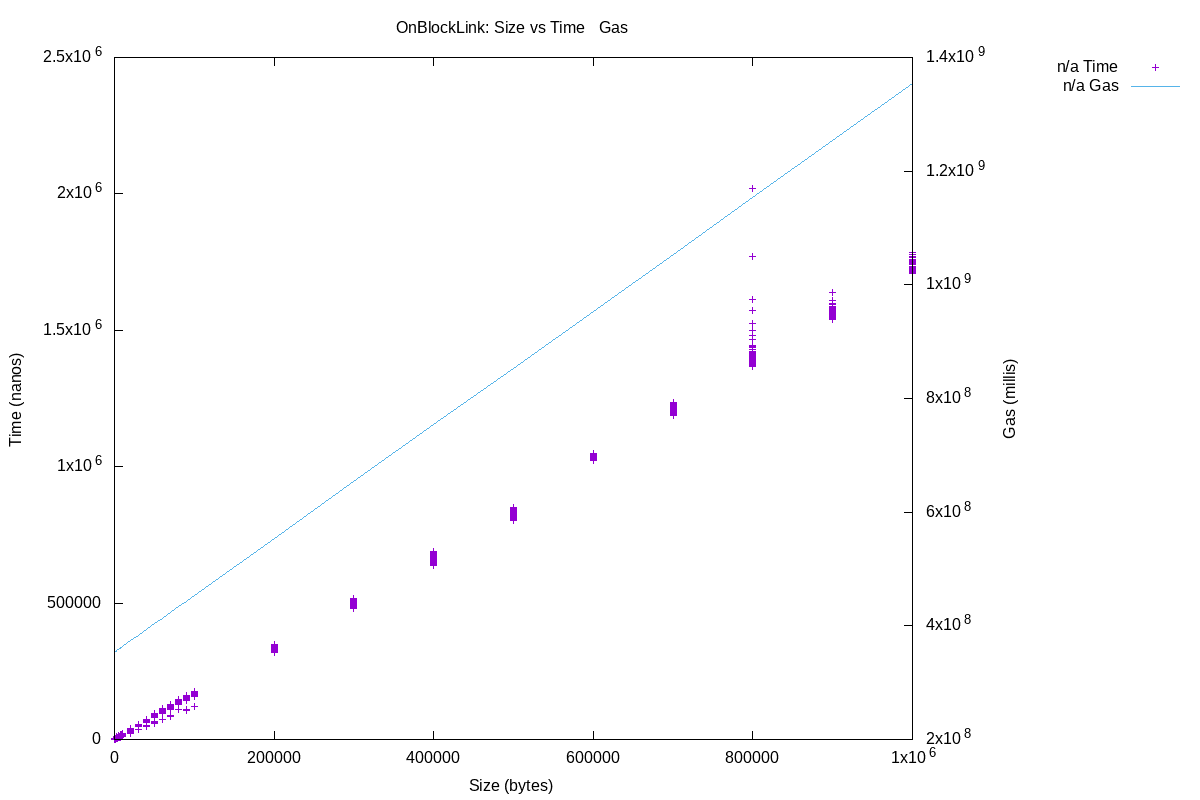 OnBlockLink: Size vs Time   Gas
2.5x10^6
2x10^6
1.5x10^6
1x10^6
500000
0
Time (nanos)
0 200000 400000 600000 800000 1x10^6
Size (bytes)
1.4x10^9
1.2x10^9
1x10^9
8x10^8
6x10^8
4x10^8
2x10^8
Gas (millis)
n/a Time
n/a Gas